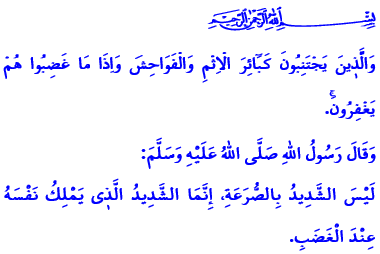 بِسْمِ اللّٰهِ الرَّحْمٰنِ الرَّحِيمِ
وَالَّذ۪ينَ يَجْتَنِبُونَ كَبَٓائِرَ الْاِثْمِ وَالْفَوَاحِشَ وَاِذَا مَا غَضِبُوا هُمْ
يَغْفِرُونَۚ.
وَقَالَ رَسُولُ اللهِ صَلَّى اللهُ عَلَيْهِ وَسَلَّمَ:
لَيْسَ الشَّدِيدُ بِالصُّرَعَةِ، إِنَّمَا الشَّدِيدُ الَّذ۪ى يَمْلِكُ نَفْسَهُ
عِنْدَ الْغَضَبِ.